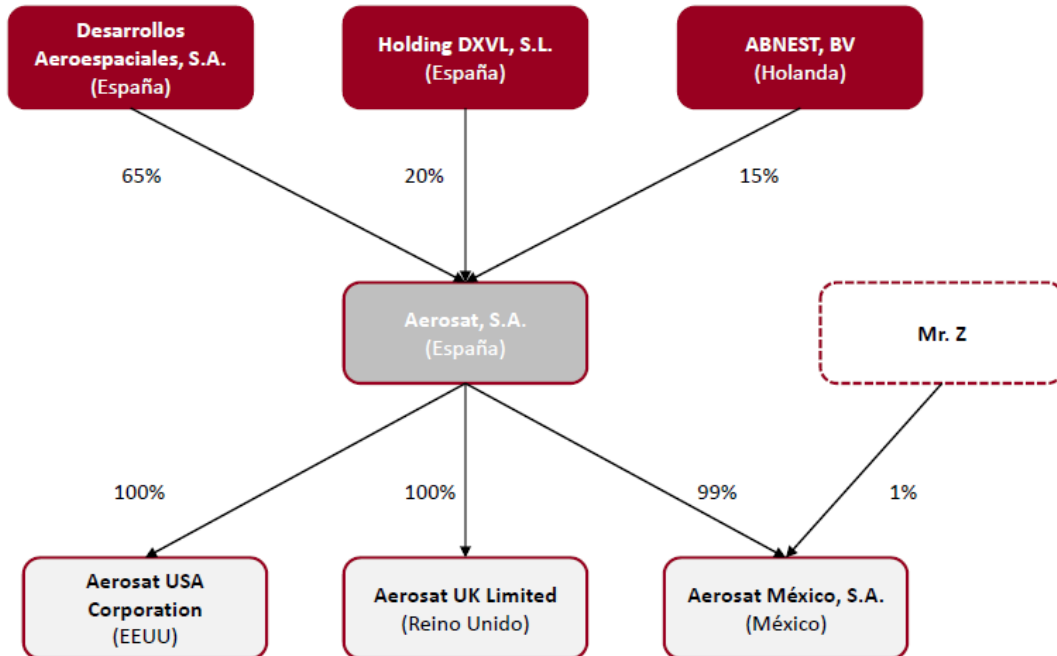 Desarrollos
Aeroespaciales, S.A.
(España)
Holding DXVL, S.L.
(España)
ABNEST, BV
(Holanda)
65%
20%
15%
Aerosat, S.A.
(España)
Mr. Z
100%
100%
99%
1%
Aerosat USA
Corporation
(EEUU)
Aerosat UK Limited
(Reino Unido)
Aerosat México, S.A.
(México)